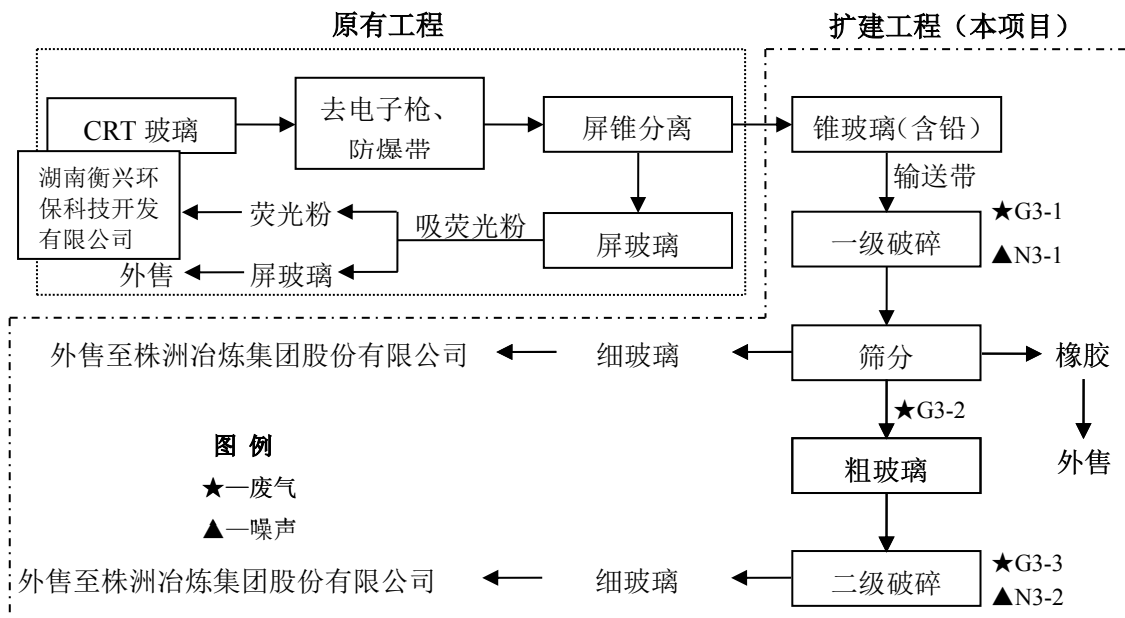 原有工程
扩建工程（本项目）
CRT 玻璃
去电子枪、
防爆带
屏锥分离
锥玻璃（含铅）
输送带
湖南衡兴环
保科技开发
有限公司
荧光粉
吸荧光粉
屏玻璃
外售
屏玻璃
一级破碎
★G3-1
▲N3-1
外售至株洲冶炼集团股份有限公司
细玻璃
筛分
橡胶
★G3-2
外售
粗玻璃
图 例
★—废气
▲—噪声
外售至株洲冶炼集团股份有限公司
细玻璃
二级破碎
★G3-3
▲N3-2